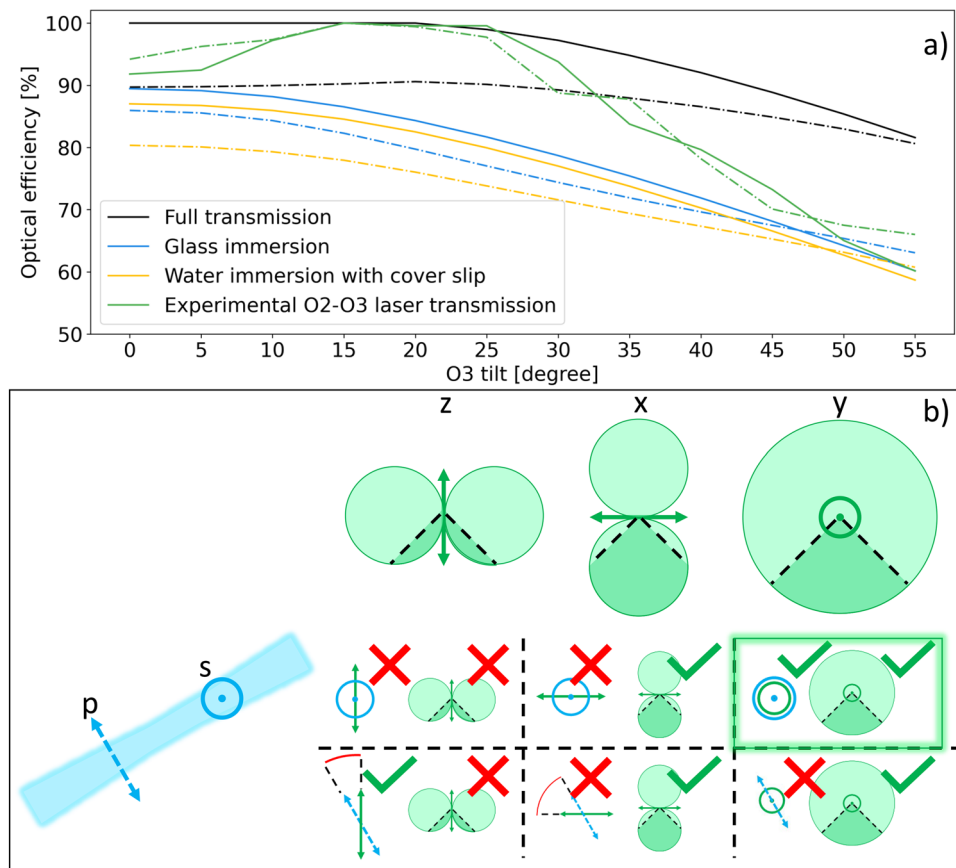 a)
100
90
80
70
60
50
Optical efficiency [%]
Full transmission
Glass immersion
Water immersion with cover slip
Experimental O2-O3 laser transmission
0 5 10 15 20 25 30 35 40 45 50 55
O3 tilt [degree]
b)
z x y
s
p